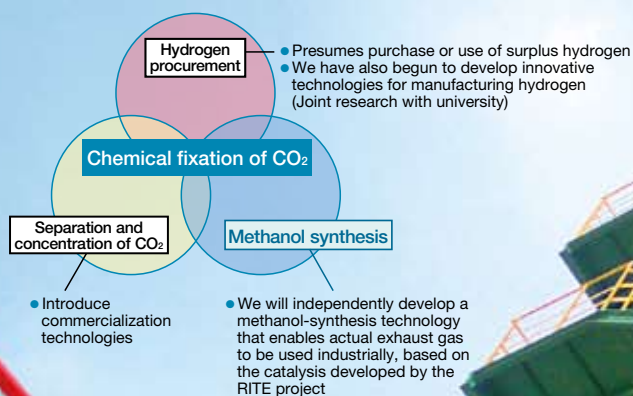 Hydrogen
procurement
● Presumes purchase or use of surplus hydrogen
● We have also begun to develop innovative
technologies for manufacturing hydrogen
(Joint research with university)
Chemical fixation of CO₂
Separation and
concentration of CO₂
Methanol synthesis
● Introduce
commercialization
technologies
● We will independently develop a
methanol-synthesis technology
that enables actual exhaust gas
to be used industrially, based on
the catalysis developed by the
RITE project